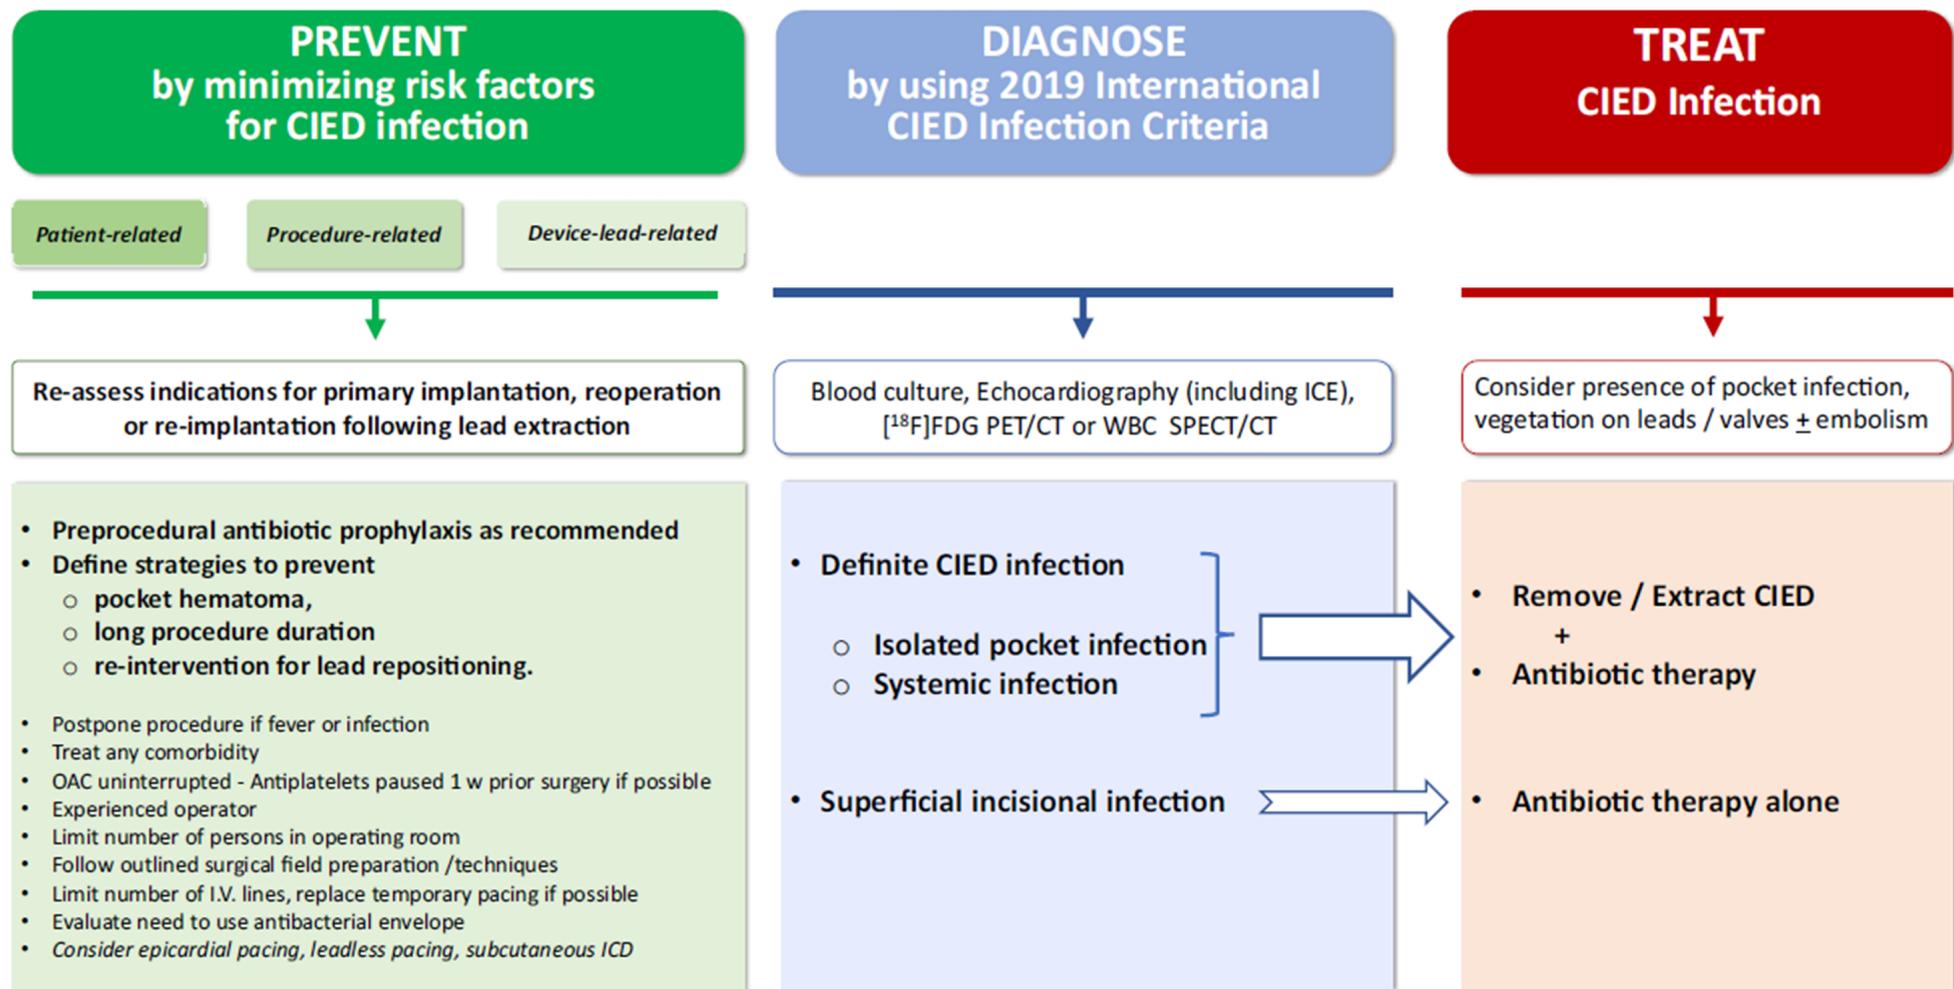 PREVENT
by minimizing risk factors
for CIED infection
Patient-related
Procedure-related
Device-lead-related
Re-assess indications for primary implantation, reoperation
or re-implantation following lead extraction
• Preprocedural antibiotic prophylaxis as recommended
• Define strategies to prevent
o pocket hematoma,
o long procedure duration
o re-intervention for lead repositioning.
• Postpone procedure if fever or infection
• Treat any comorbidity
• OAC uninterrupted - Antiplatelets paused 1 w prior surgery if possible
• Experienced operator
• Limit number of persons in operating room
• Follow outlined surgical field preparation /techniques
• Limit number of I.V. lines, replace temporary pacing if possible
• Evaluate need to use antibacterial envelope
• Consider epicardial pacing, leadless pacing, subcutaneous ICD
DIAGNOSE
by using 2019 International
CIED Infection Criteria
Blood culture, Echocardiography (including ICE),
[¹⁸F]FDG PET/CT or WBC SPECT/CT
• Definite CIED infection
o Isolated pocket infection
o Systemic infection
• Superficial incisional infection
TREAT
CIED Infection
Consider presence of pocket infection,
vegetation on leads / valves ± embolism
• Remove / Extract CIED
+
• Antibiotic therapy
• Antibiotic therapy alone